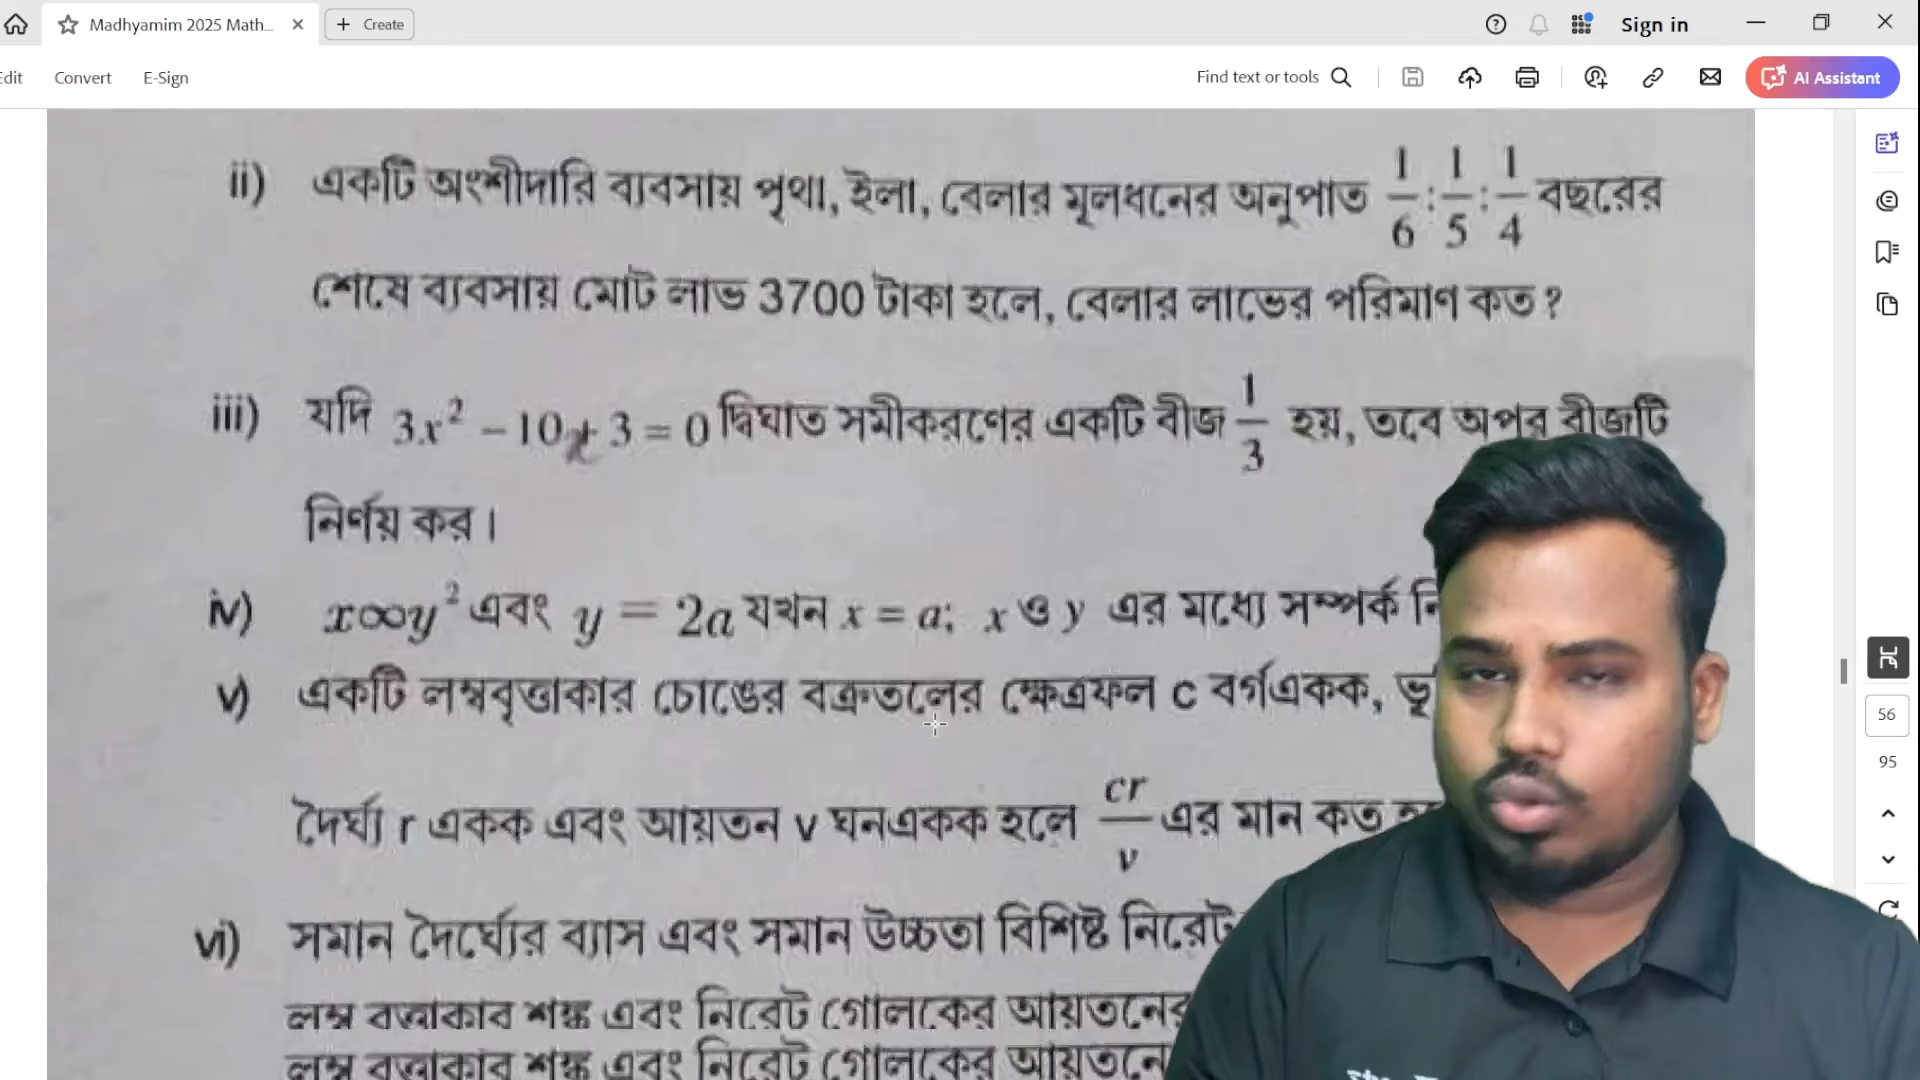 Madhyamim 2025 Math...
Create
Sign in
Edit
Convert
E-Sign
Find text or tools
AI Assistant
ii) একটি অংশীদারি ব্যবসায় পৃথা, ইলা, বেলার মূলধনের অনুপাত 1/6 : 1/5 : 1/4 বছরের
শেষে ব্যবসায় মোট লাভ 3700 টাকা হলে, বেলার লাভের পরিমাণ কত ?
iii) যদি 3x² - 10x + 3 = 0 দ্বিঘাত সমীকরণের একটি বীজ 1/3 হয়, তবে অপর বীজটি
নির্ণয় কর ।
iv) x∝y² এবং y = 2a যখন x = a; x ও y এর মধ্যে সম্পর্ক
v) একটি লম্ববৃত্তাকার চোঙের বক্রতলের ক্ষেত্রফল c বর্গএকক,
দৈর্ঘ্য r একক এবং আয়তন v ঘনএকক হলে cr/v এর মান কত
vi) সমান দৈর্ঘ্যের ব্যাস এবং সমান উচ্চতা বিশিষ্ট নিরেট
লম্ব বৃত্তাকার শঙ্কু এবং নিরেট গোলকের আয়তনের
56
95